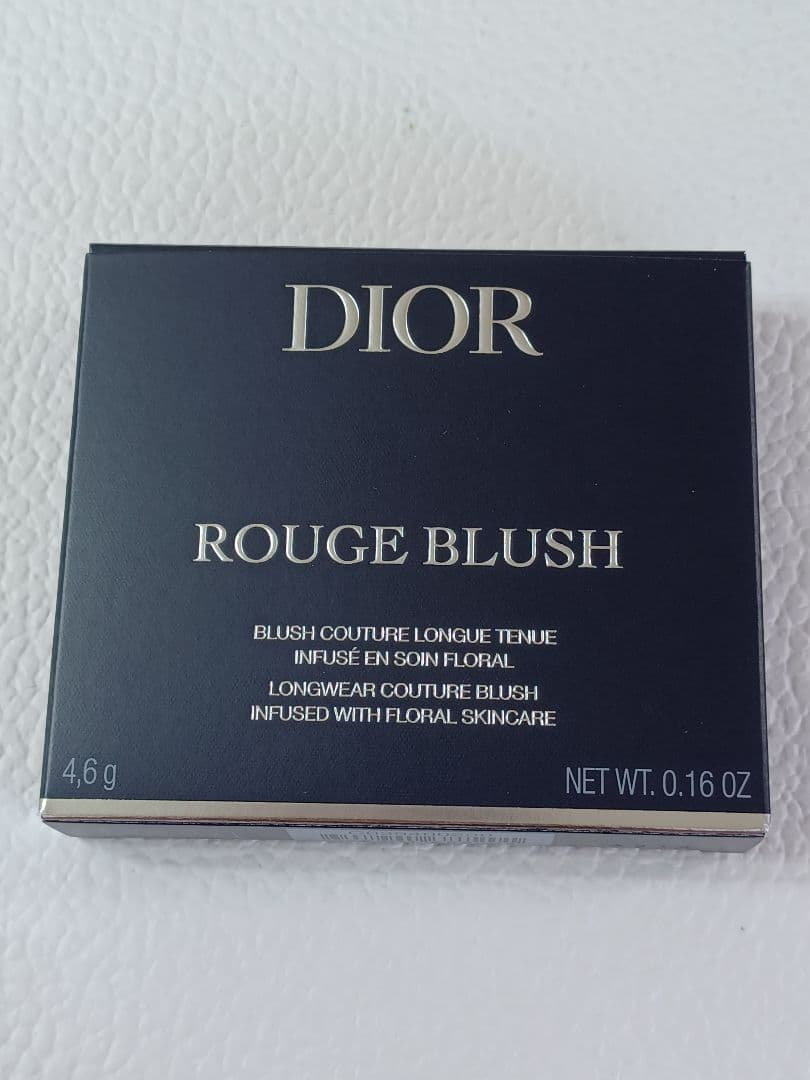 DIOR
ROUGE BLUSH
BLUSH COUTURE LONGUE TENUE
INFUSÉ EN SOIN FLORAL
LONGWEAR COUTURE BLUSH
INFUSED WITH FLORAL SKINCARE
4,6 g
NET WT. 0.16 OZ